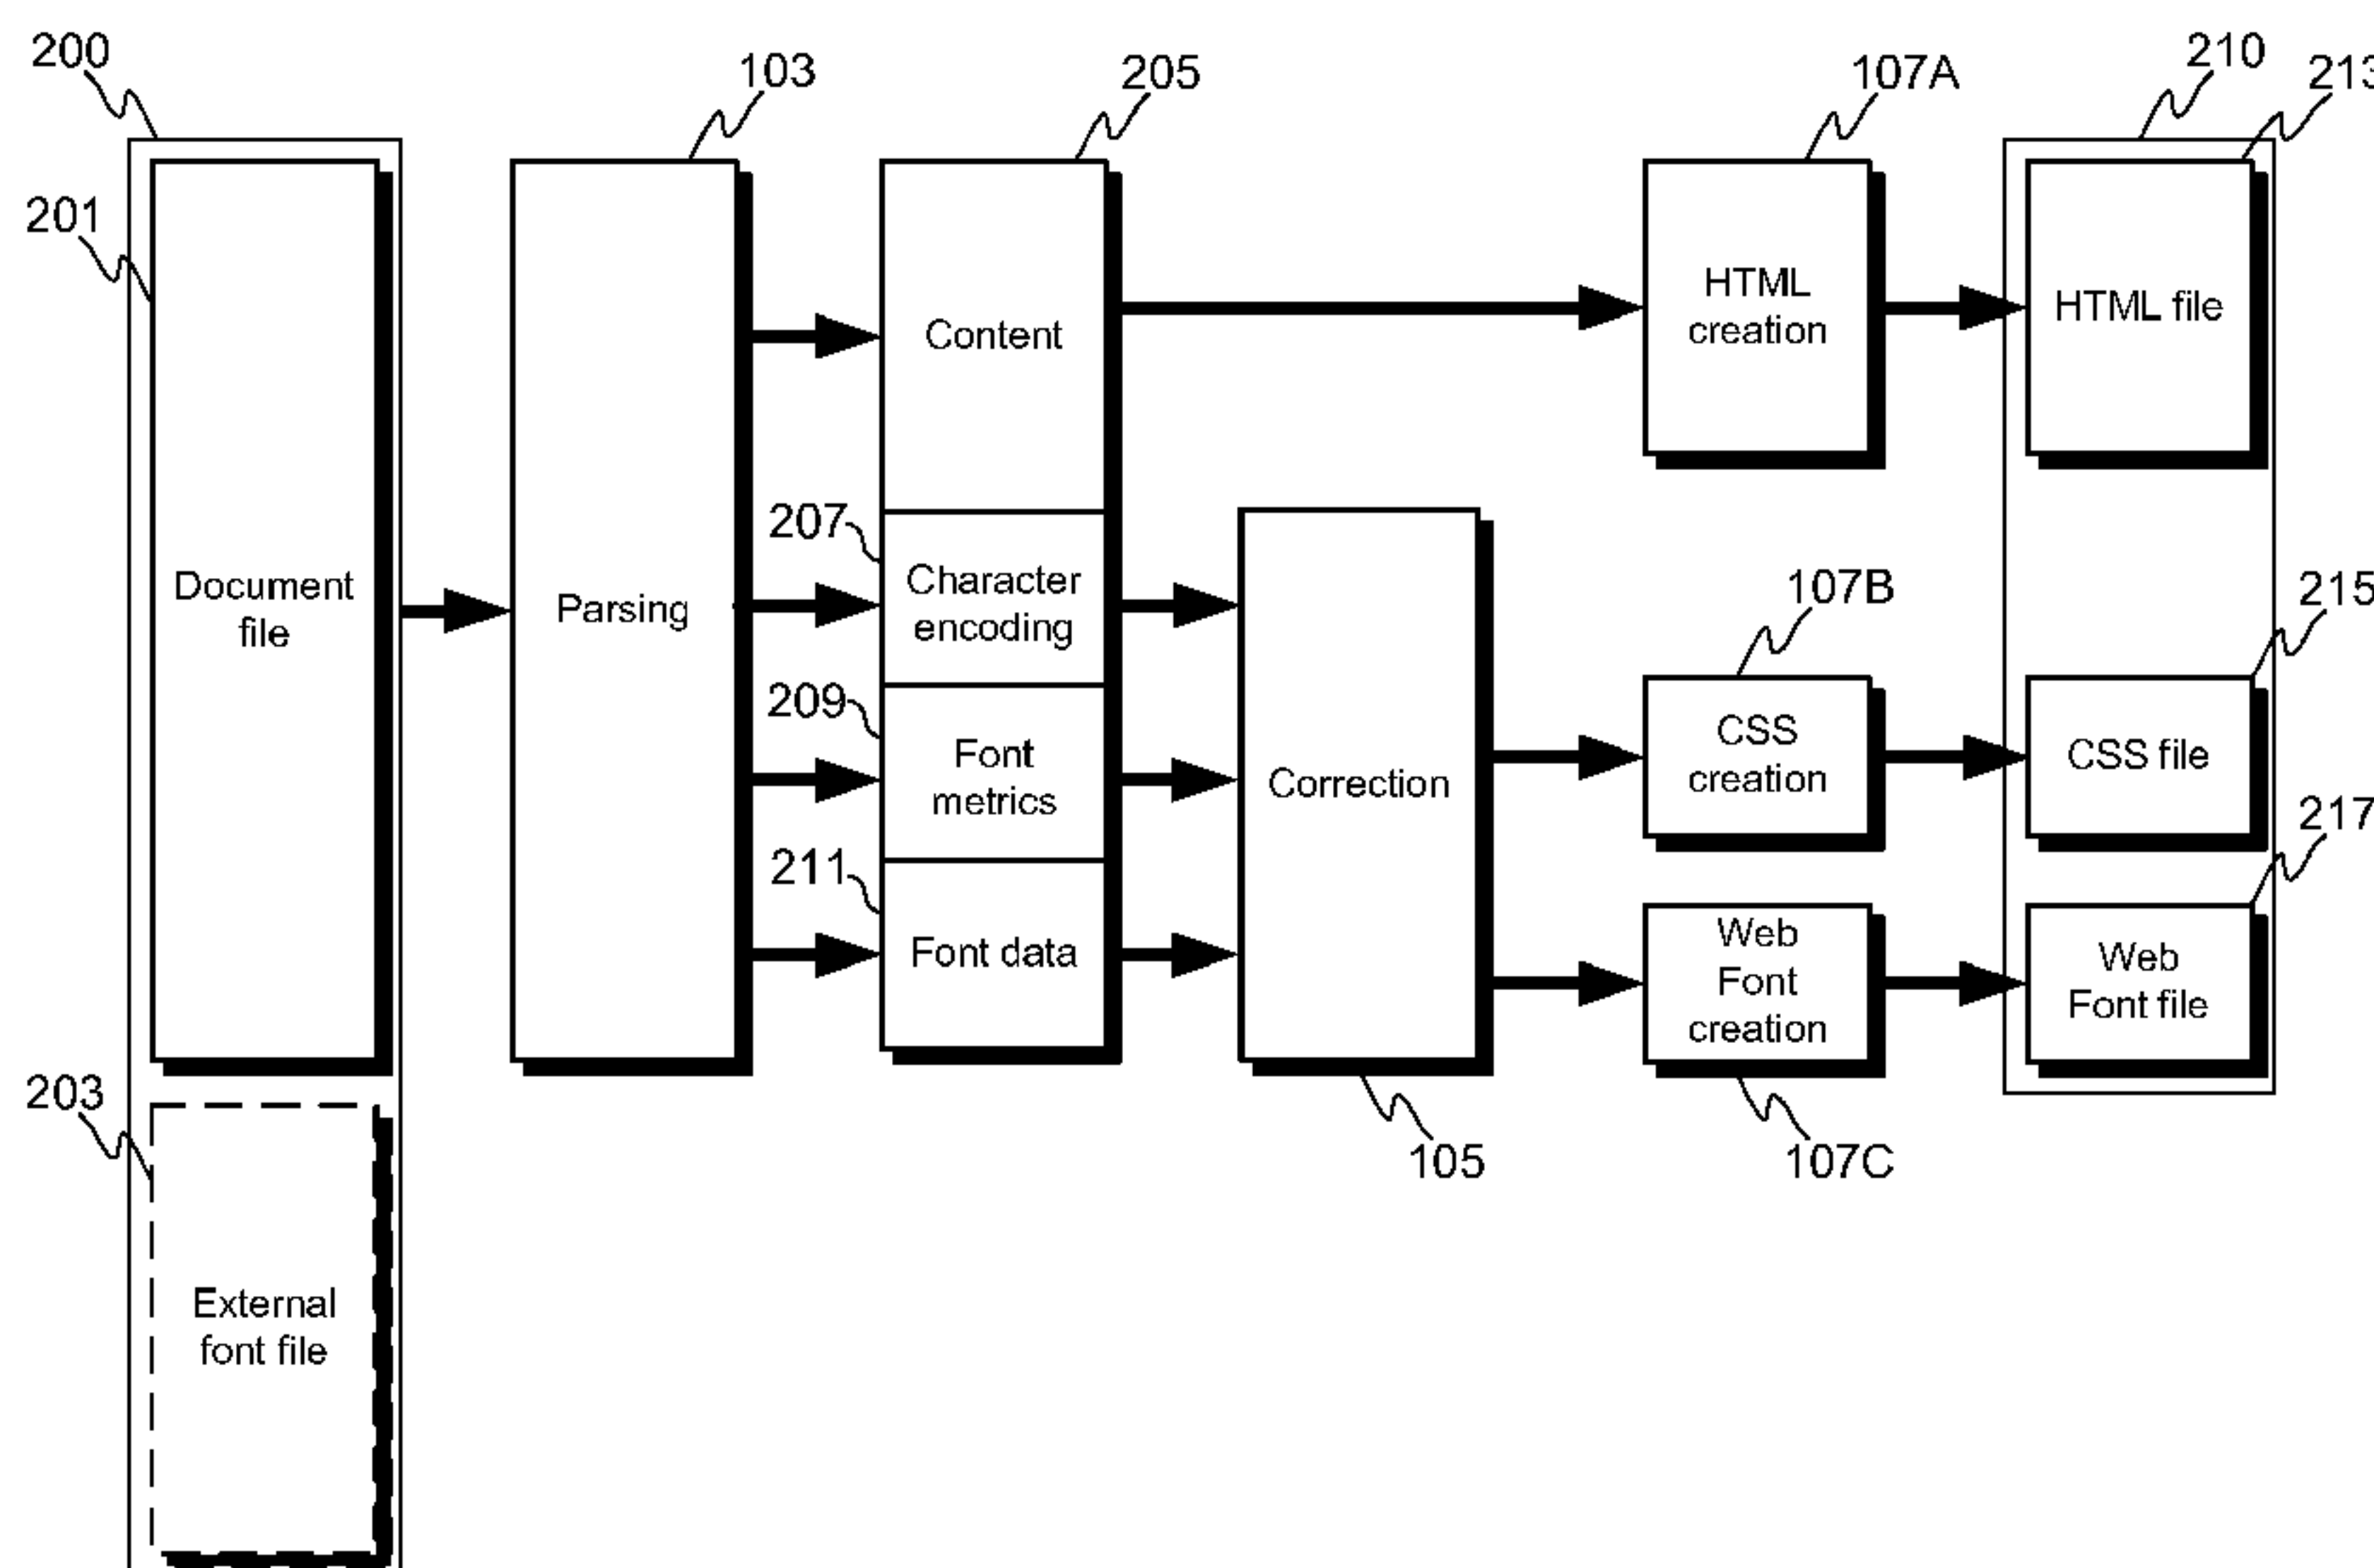 200
103
205
107A
210
213
201
Document
file
Parsing
Content
HTML
creation
HTML file
207
Character
encoding
209
Font
metrics
211
Font data
Correction
107B
CSS
creation
215
CSS file
Web
Font
creation
217
Web
Font file
203
105
107C
External
font file